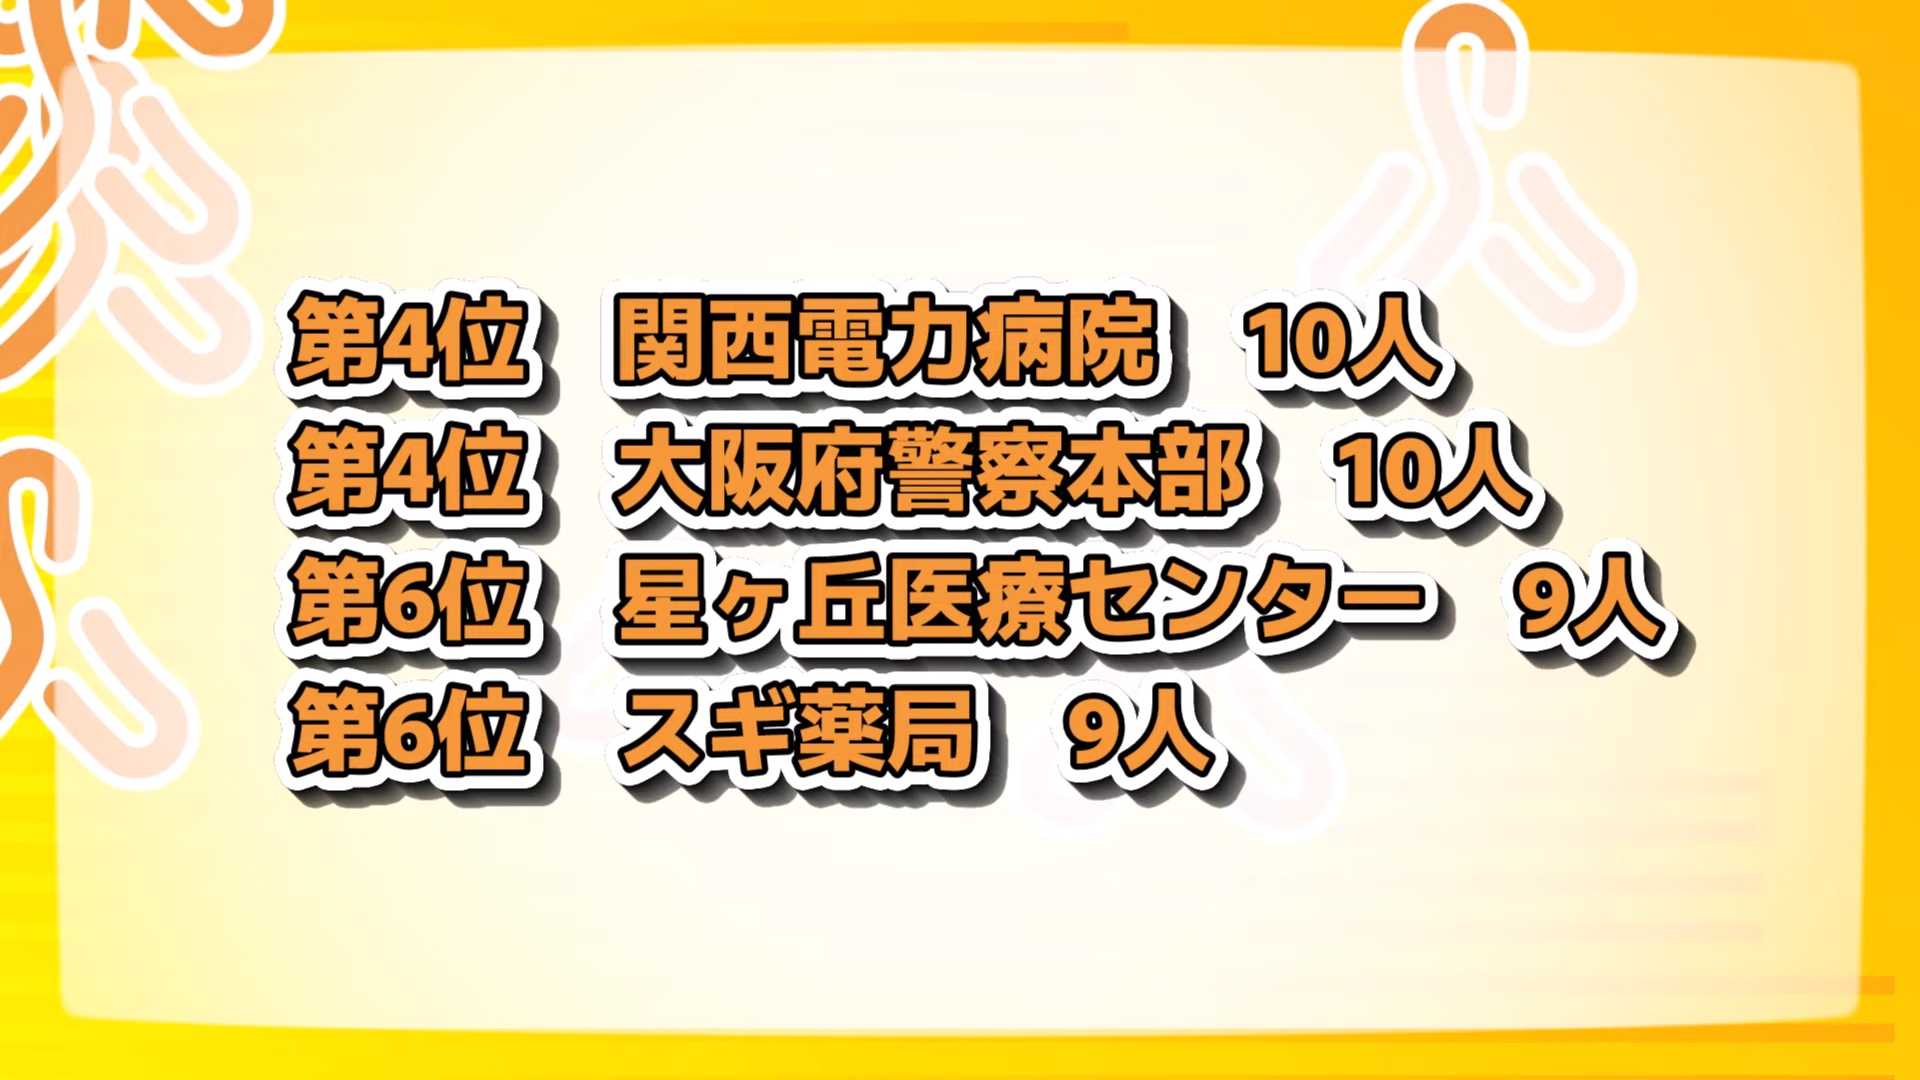 第4位　関西電力病院　10人
第4位　大阪府警察本部　10人
第6位　星ヶ丘医療センター　9人
第6位　スギ薬局　9人